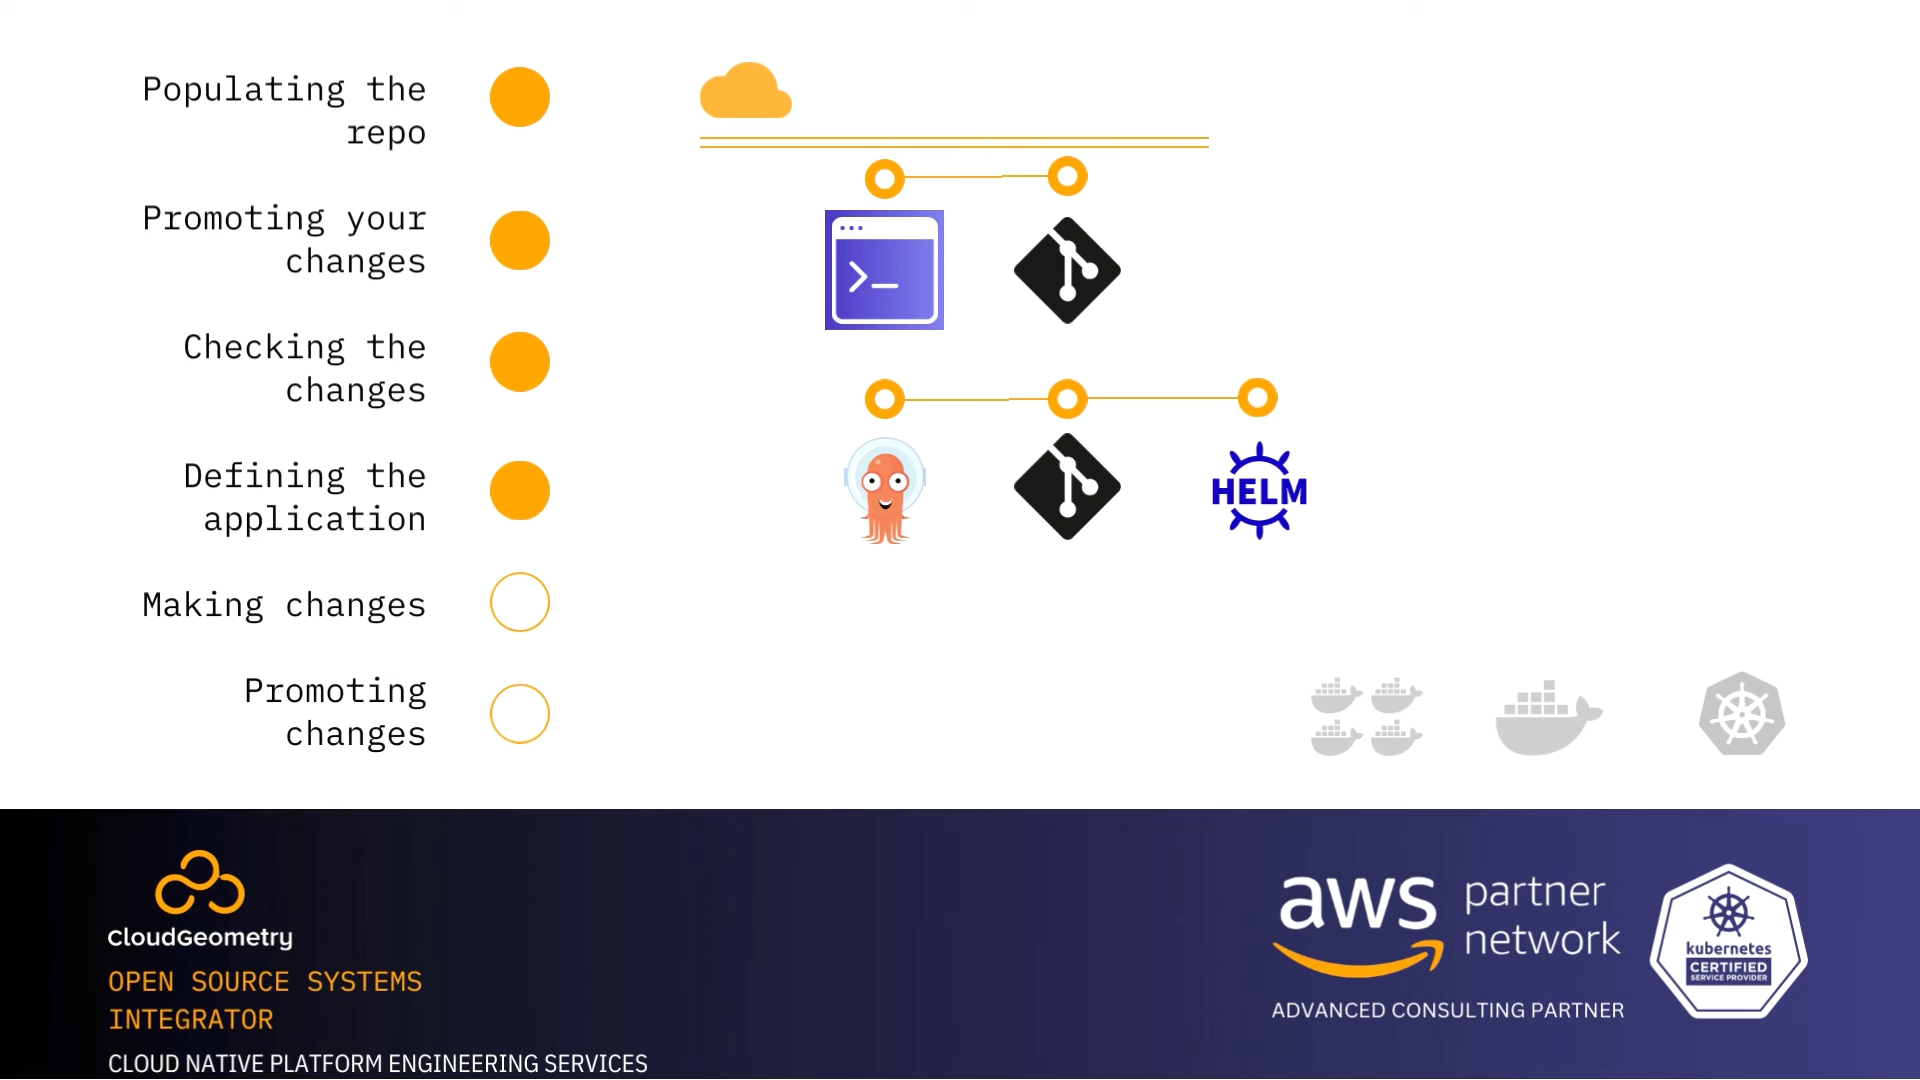 Populating the
repo
Promoting your
changes
Checking the
changes
Defining the
application
Making changes
Promoting
changes
HELM
CloudGeometry
OPEN SOURCE SYSTEMS
INTEGRATOR
CLOUD NATIVE PLATFORM ENGINEERING SERVICES
aws partner
network
ADVANCED CONSULTING PARTNER
kubernetes
CERTIFIED
SERVICE PROVIDER